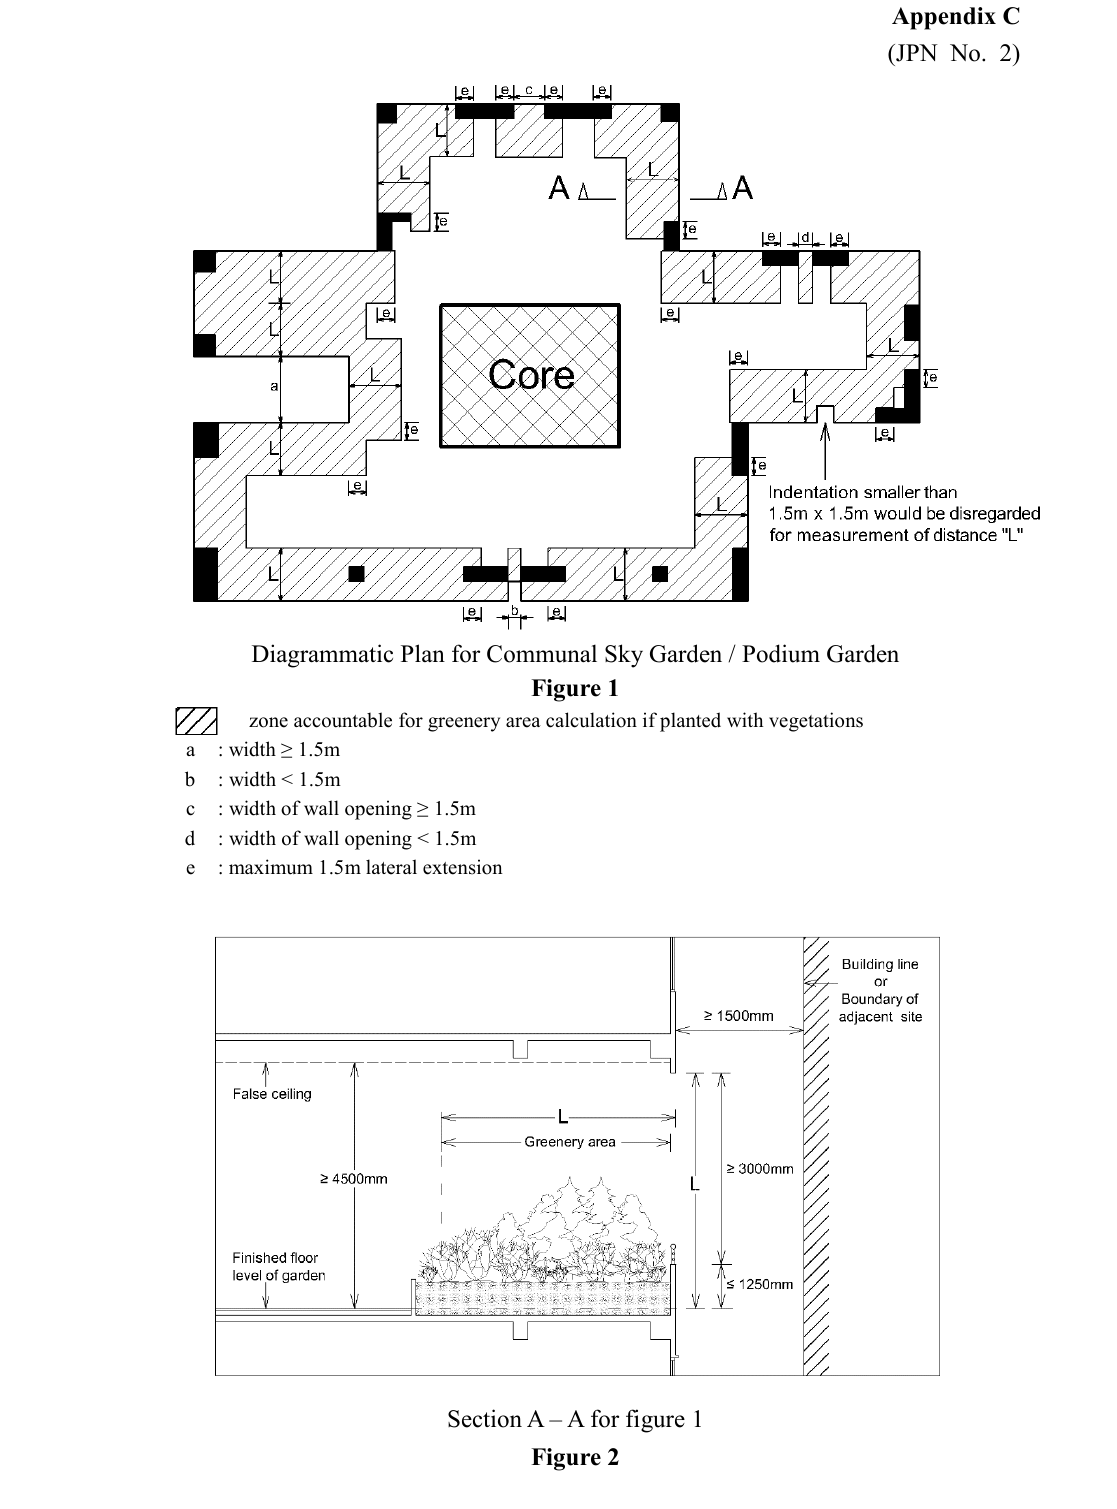 Appendix C
(JPN No. 2)
e e c e e
L
L
L
A A
e
e
e d e
L
L
e
e
L
L
a
L
e
L
e
L
e
e
L
e
e
L
L
L
e b e
Core
Indentation smaller than
1.5m x 1.5m would be disregarded
for measurement of distance "L"
Diagrammatic Plan for Communal Sky Garden / Podium Garden
Figure 1
zone accountable for greenery area calculation if planted with vegetations
a : width ≥ 1.5m
b : width < 1.5m
c : width of wall opening ≥ 1.5m
d : width of wall opening < 1.5m
e : maximum 1.5m lateral extension
Building line
or
Boundary of
adjacent site
≥ 1500mm
False ceiling
L
Greenery area
≥ 4500mm
≥ 3000mm
L
Finished floor
level of garden
≤ 1250mm
Section A – A for figure 1
Figure 2